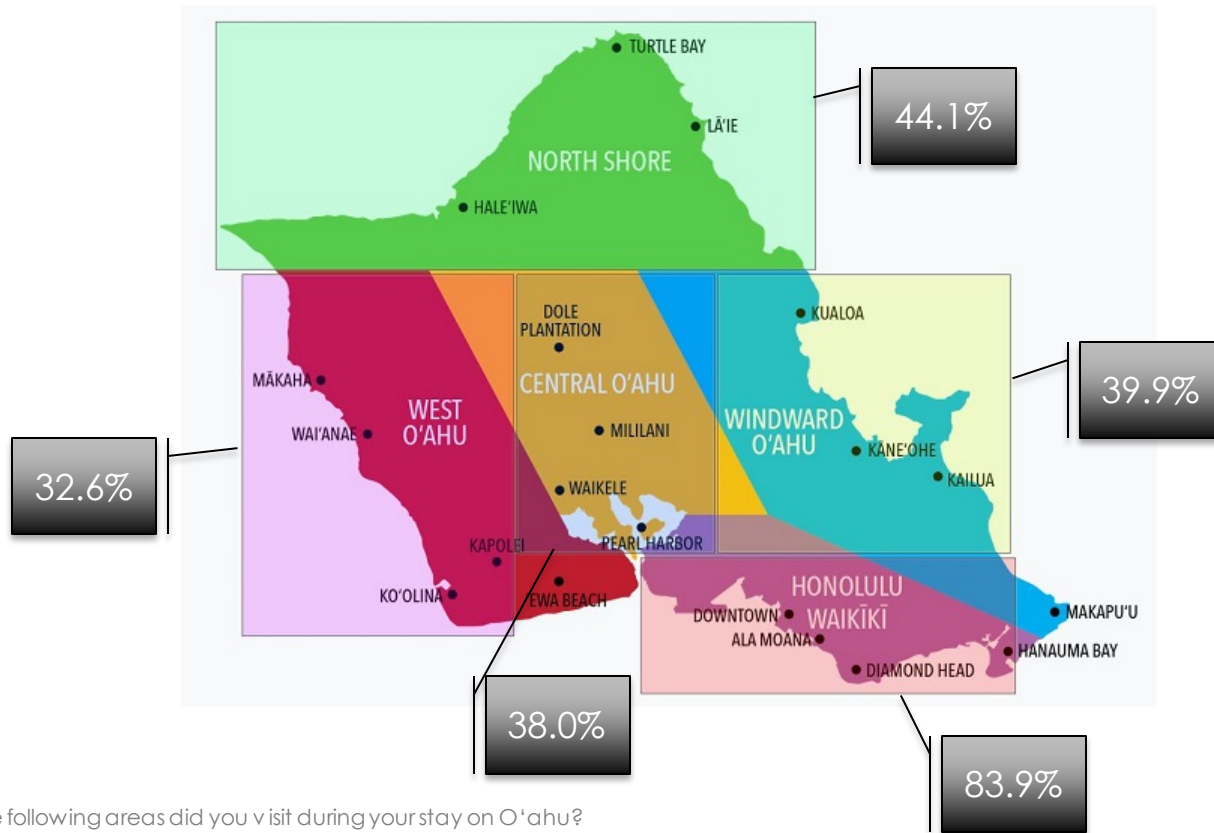 TURTLE BAY
44.1%
LĀ'IE
NORTH SHORE
HALE'IWA
DOLE
PLANTATION
KUALOA
MĀKAHA
CENTRAL O'AHU
39.9%
WEST
O'AHU
WINDWARD
O'AHU
WAI'ANAE
MILILANI
KĀNE'OHE
KAILUA
32.6%
WAIKELE
PEARL HARBOR
KAPOLEI
KO'OLINA
EWA BEACH
HONOLULU
WAIKĪKĪ
DOWNTOWN
ALA MOANA
MAKAPU'U
HANAUMA BAY
DIAMOND HEAD
38.0%
83.9%
following areas did you visit during your stay on O'ahu?